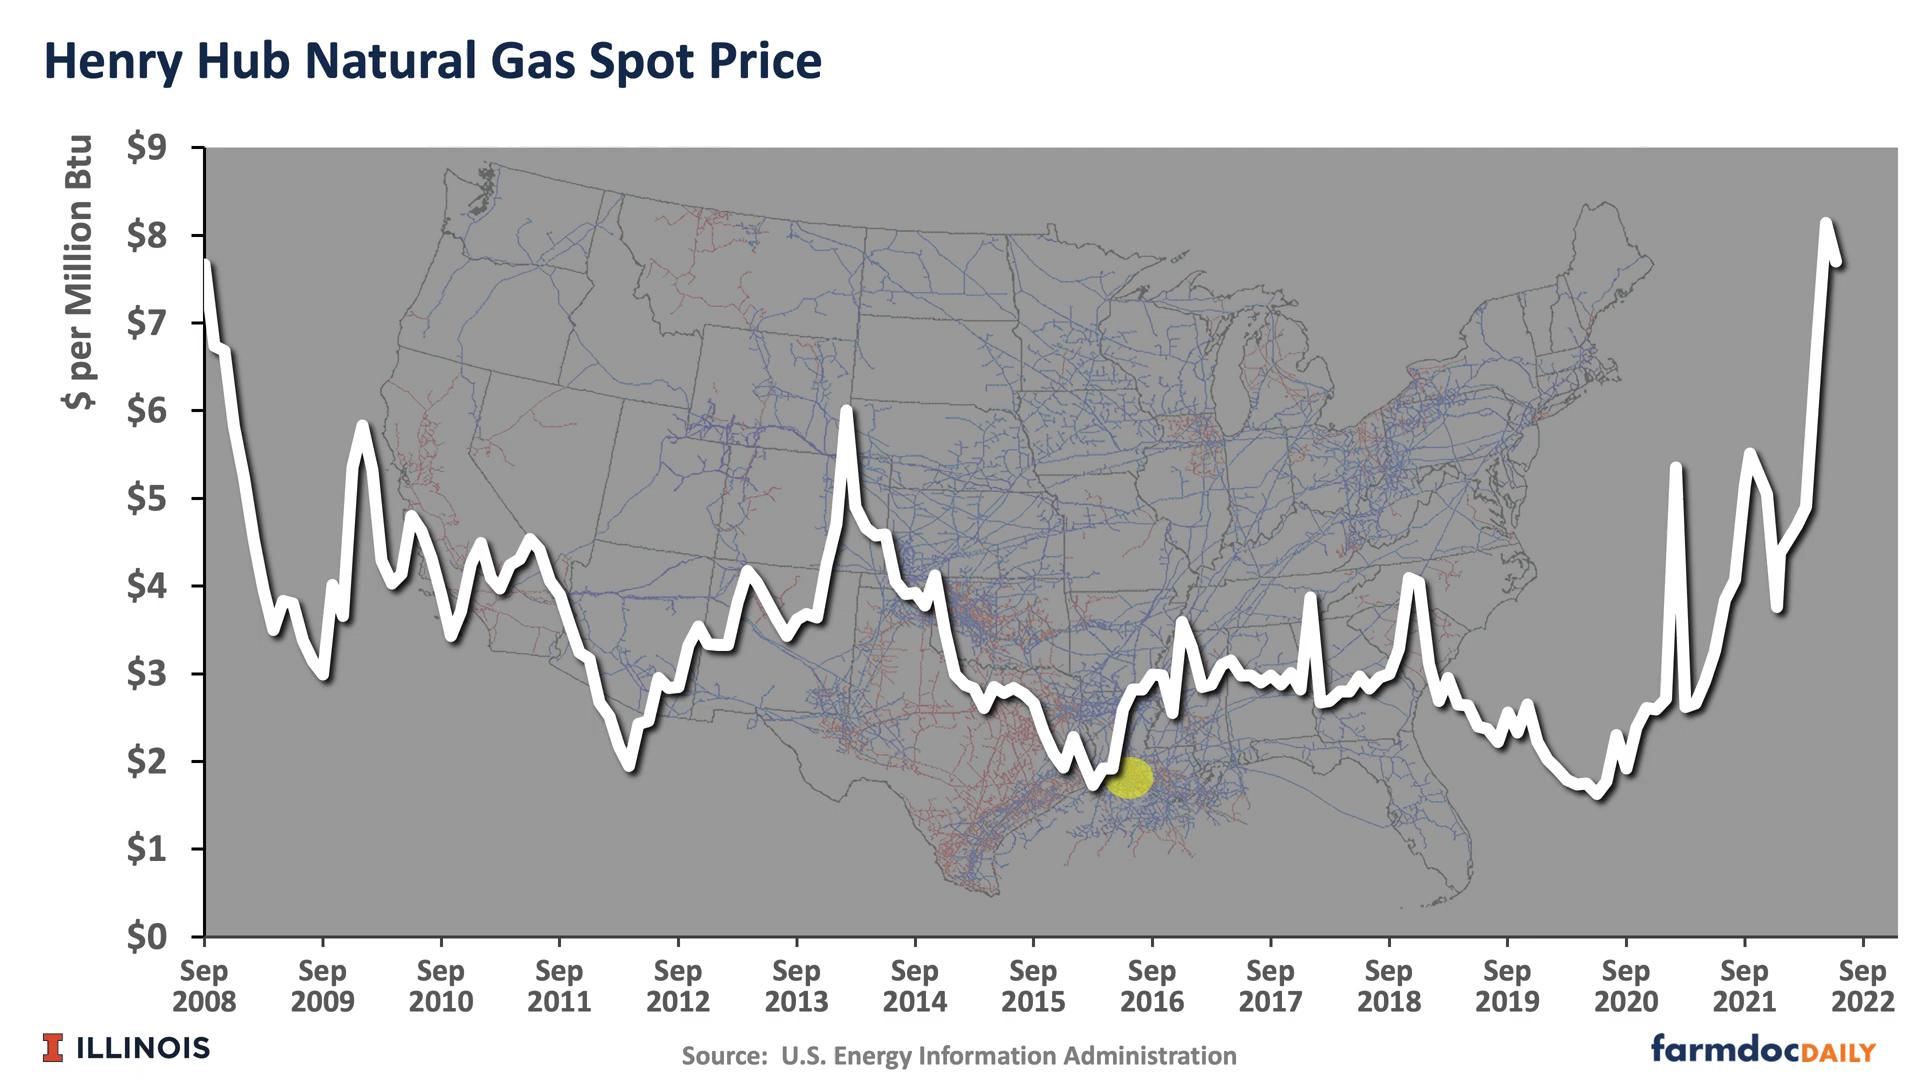 Henry Hub Natural Gas Spot Price
$ per Million Btu
$9
$8
$7
$6
$5
$4
$3
$2
$1
$0
Sep 2008
Sep 2009
Sep 2010
Sep 2011
Sep 2012
Sep 2013
Sep 2014
Sep 2015
Sep 2016
Sep 2017
Sep 2018
Sep 2019
Sep 2020
Sep 2021
Sep 2022
I ILLINOIS
Source: U.S. Energy Information Administration
farmdocDAILY